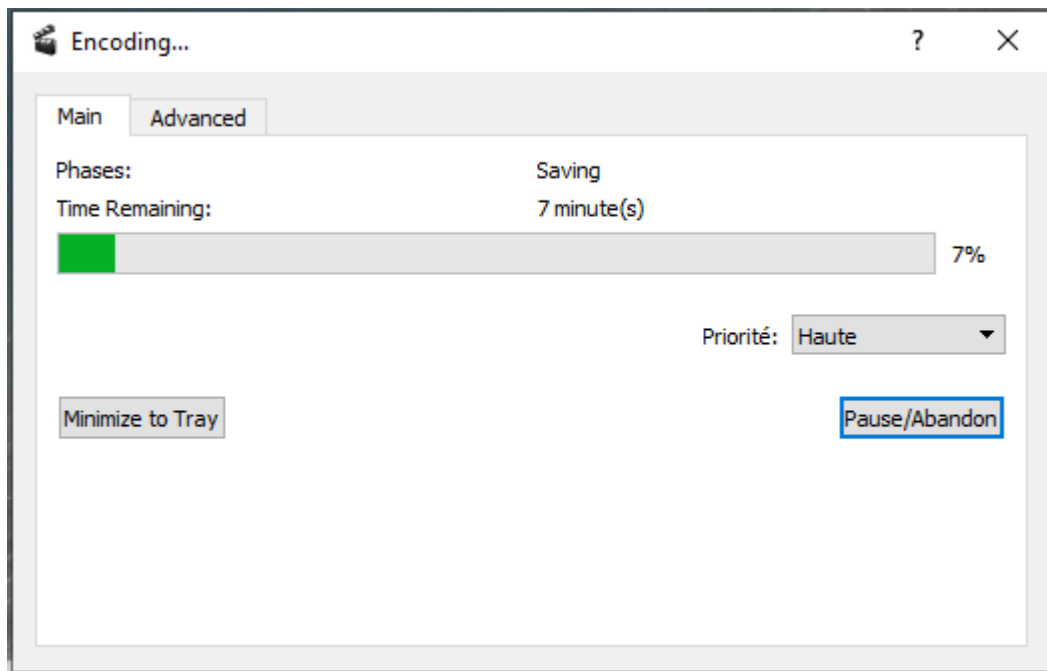 Encoding...
?
Main
Advanced
Phases:
Saving
Time Remaining:
7 minute(s)
7%
Priorité:
Haute
Minimize to Tray
Pause/Abandon